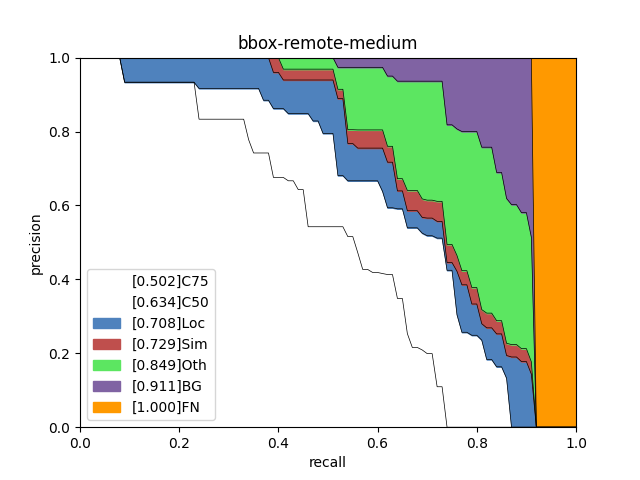 bbox-remote-medium
1.0
0.8
0.6
0.4
0.2
0.0
precision
[0.502]C75
[0.634]C50
[0.708]Loc
[0.729]Sim
[0.849]Oth
[0.911]BG
[1.000]FN
0.0 0.2 0.4 0.6 0.8 1.0
recall